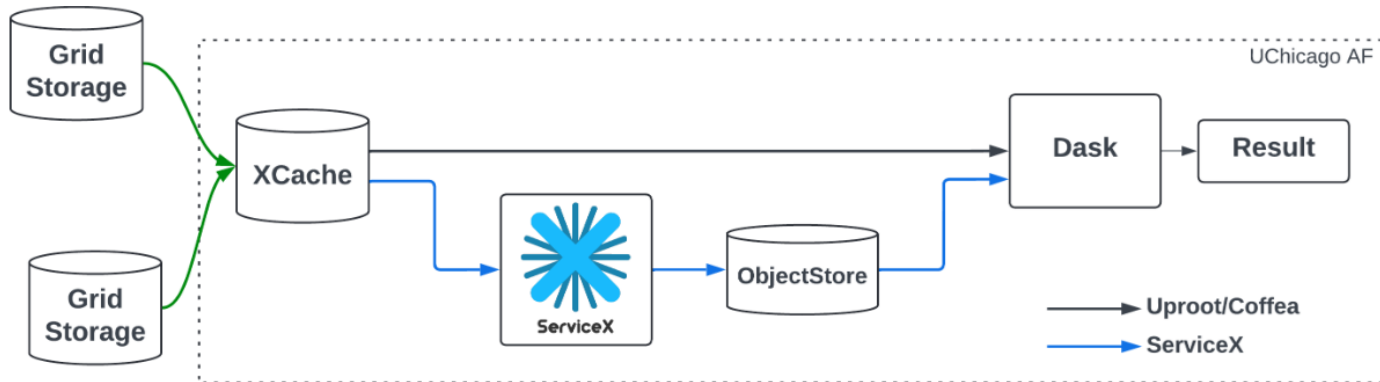 Grid
Storage
UChicago AF
XCache
Dask
Result
ServiceX
ObjectStore
Grid
Storage
Uproot/Coffea
ServiceX